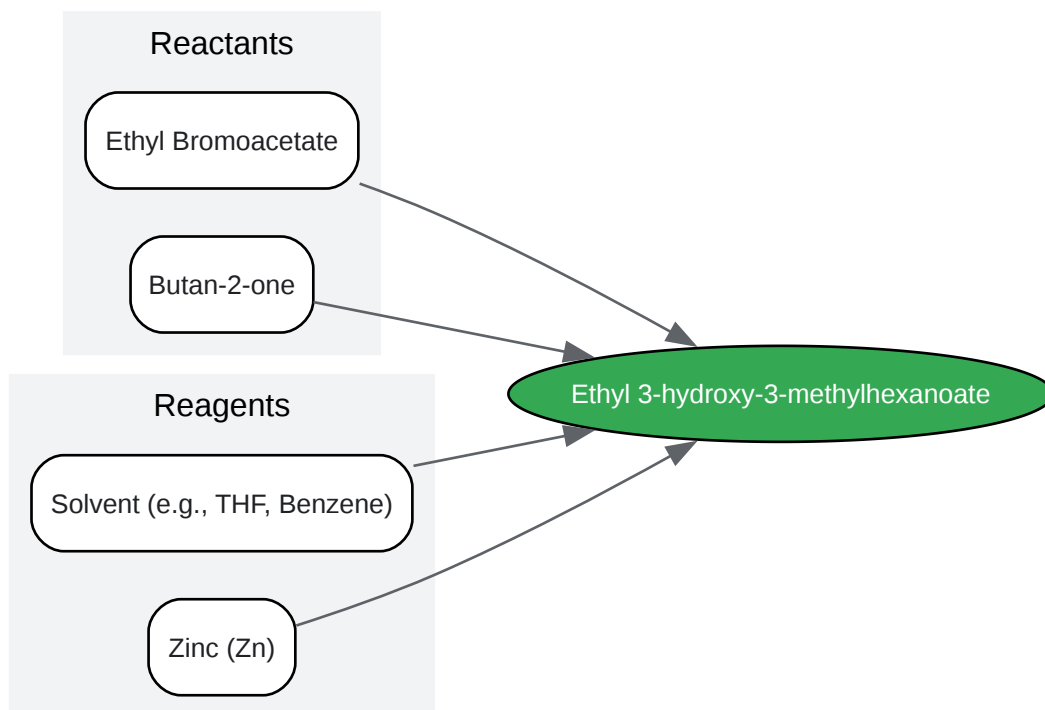 Reactants
Ethyl Bromoacetate
Butan-2-one
Ethyl 3-hydroxy-3-methylhexanoate
Reagents
Solvent (e.g., THF, Benzene)
Zinc (Zn)